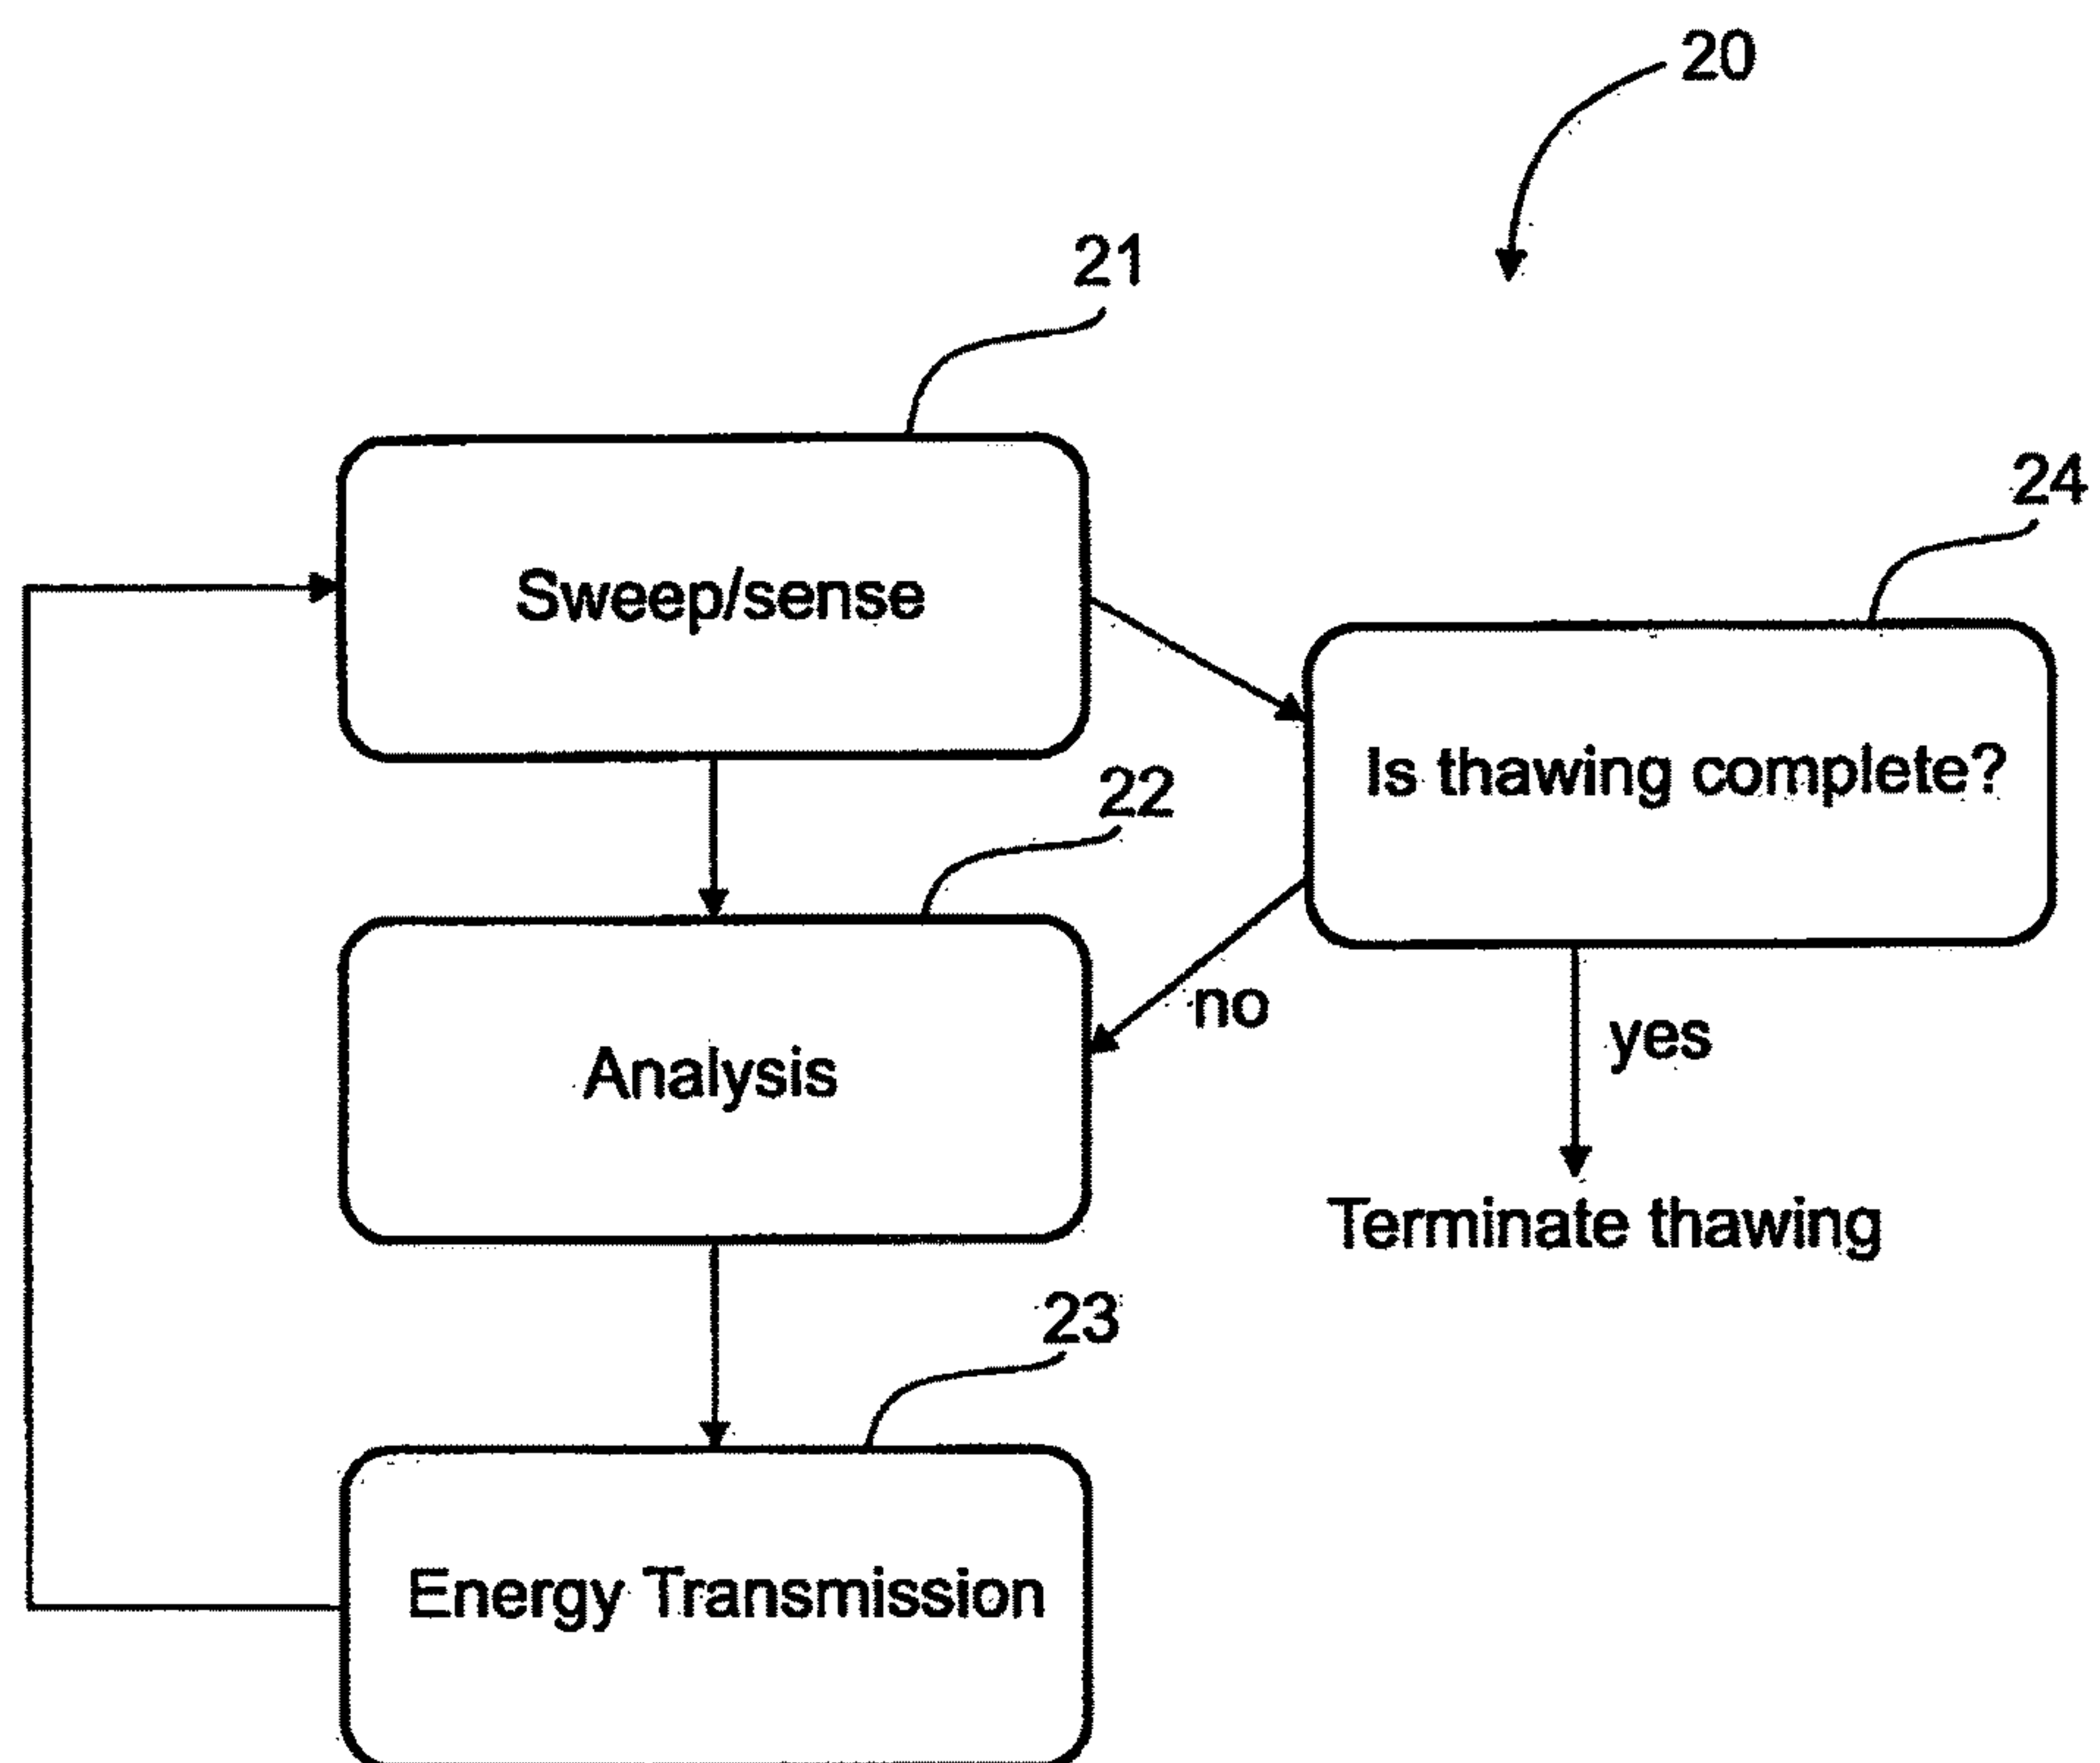 20
21
Sweep/sense
24
Is thawing complete?
22
no
yes
Analysis
Terminate thawing
23
Energy Transmission